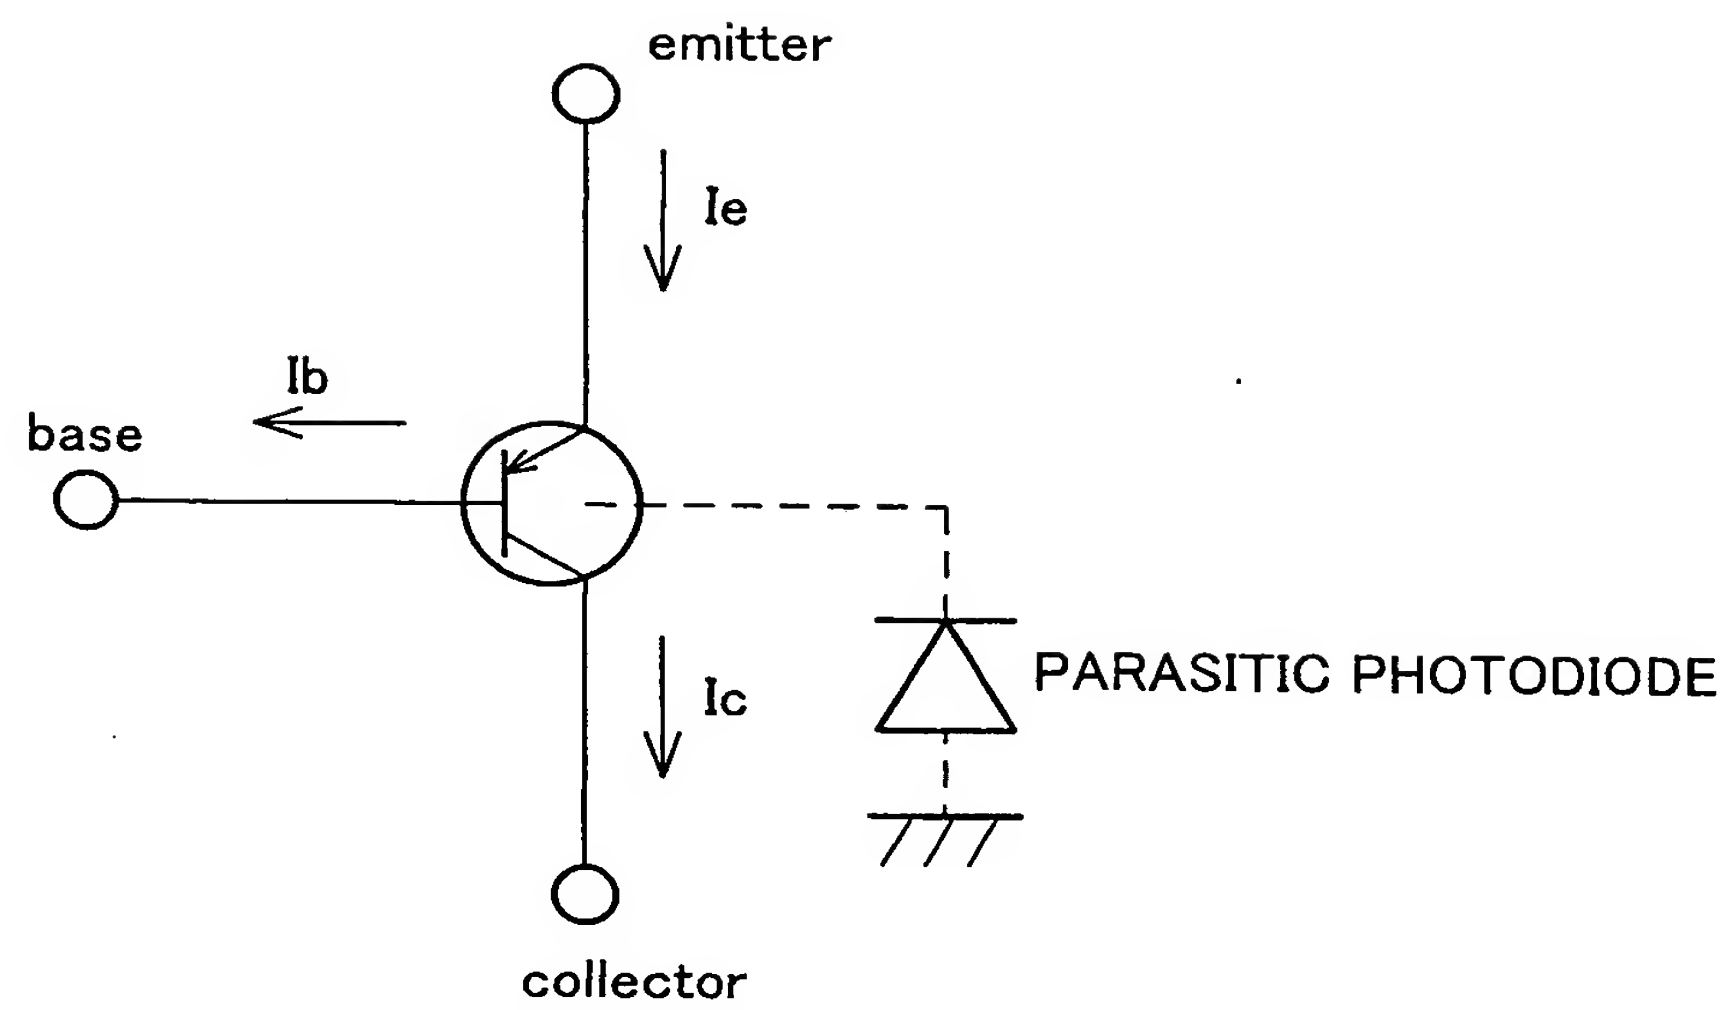 emitter
Ie
Ib
base
PARASITIC PHOTODIODE
Ic
collector